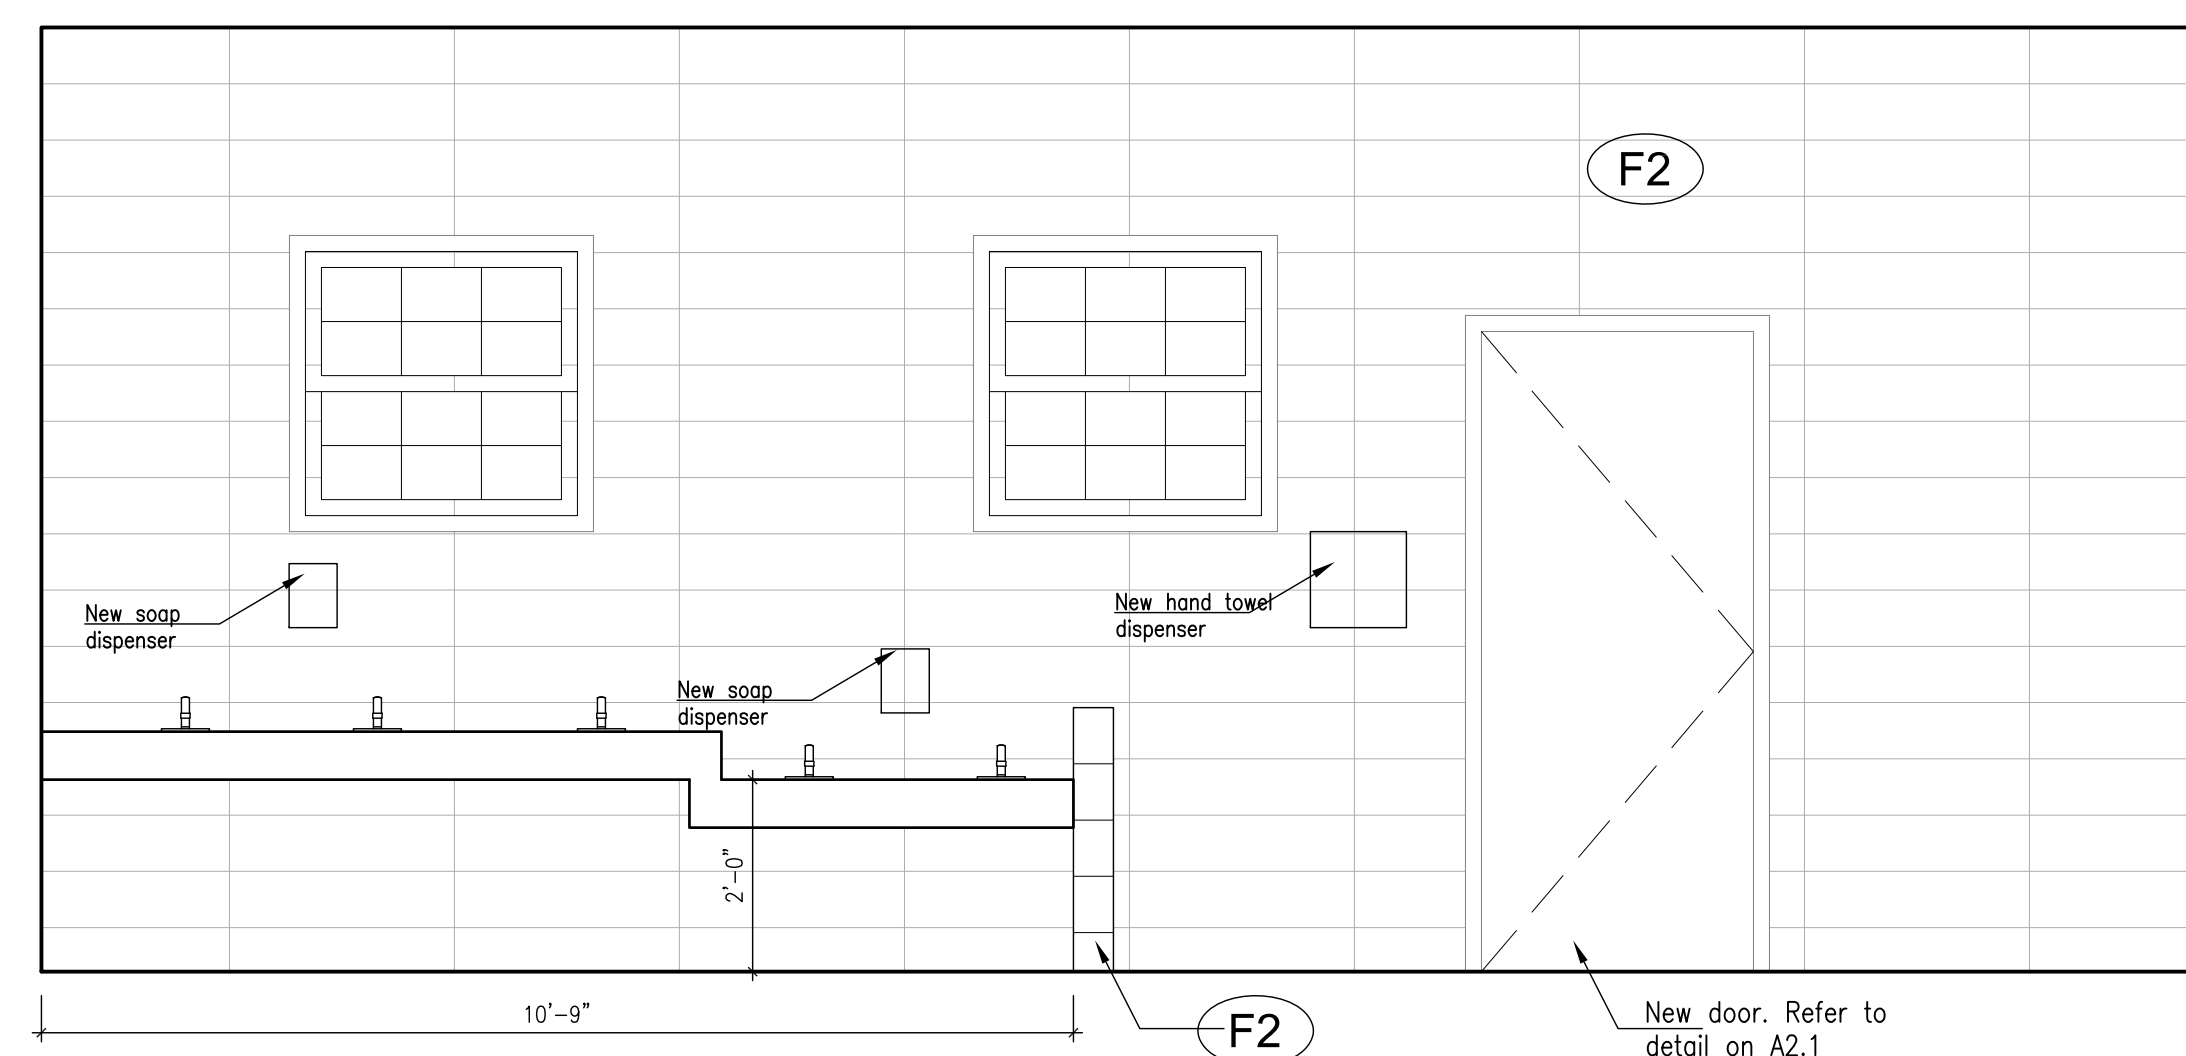 F2
New soap
dispenser
New hand towel
dispenser
New soap
dispenser
2'-0"
10'-9"
F2
New door. Refer to
detail on A2.1